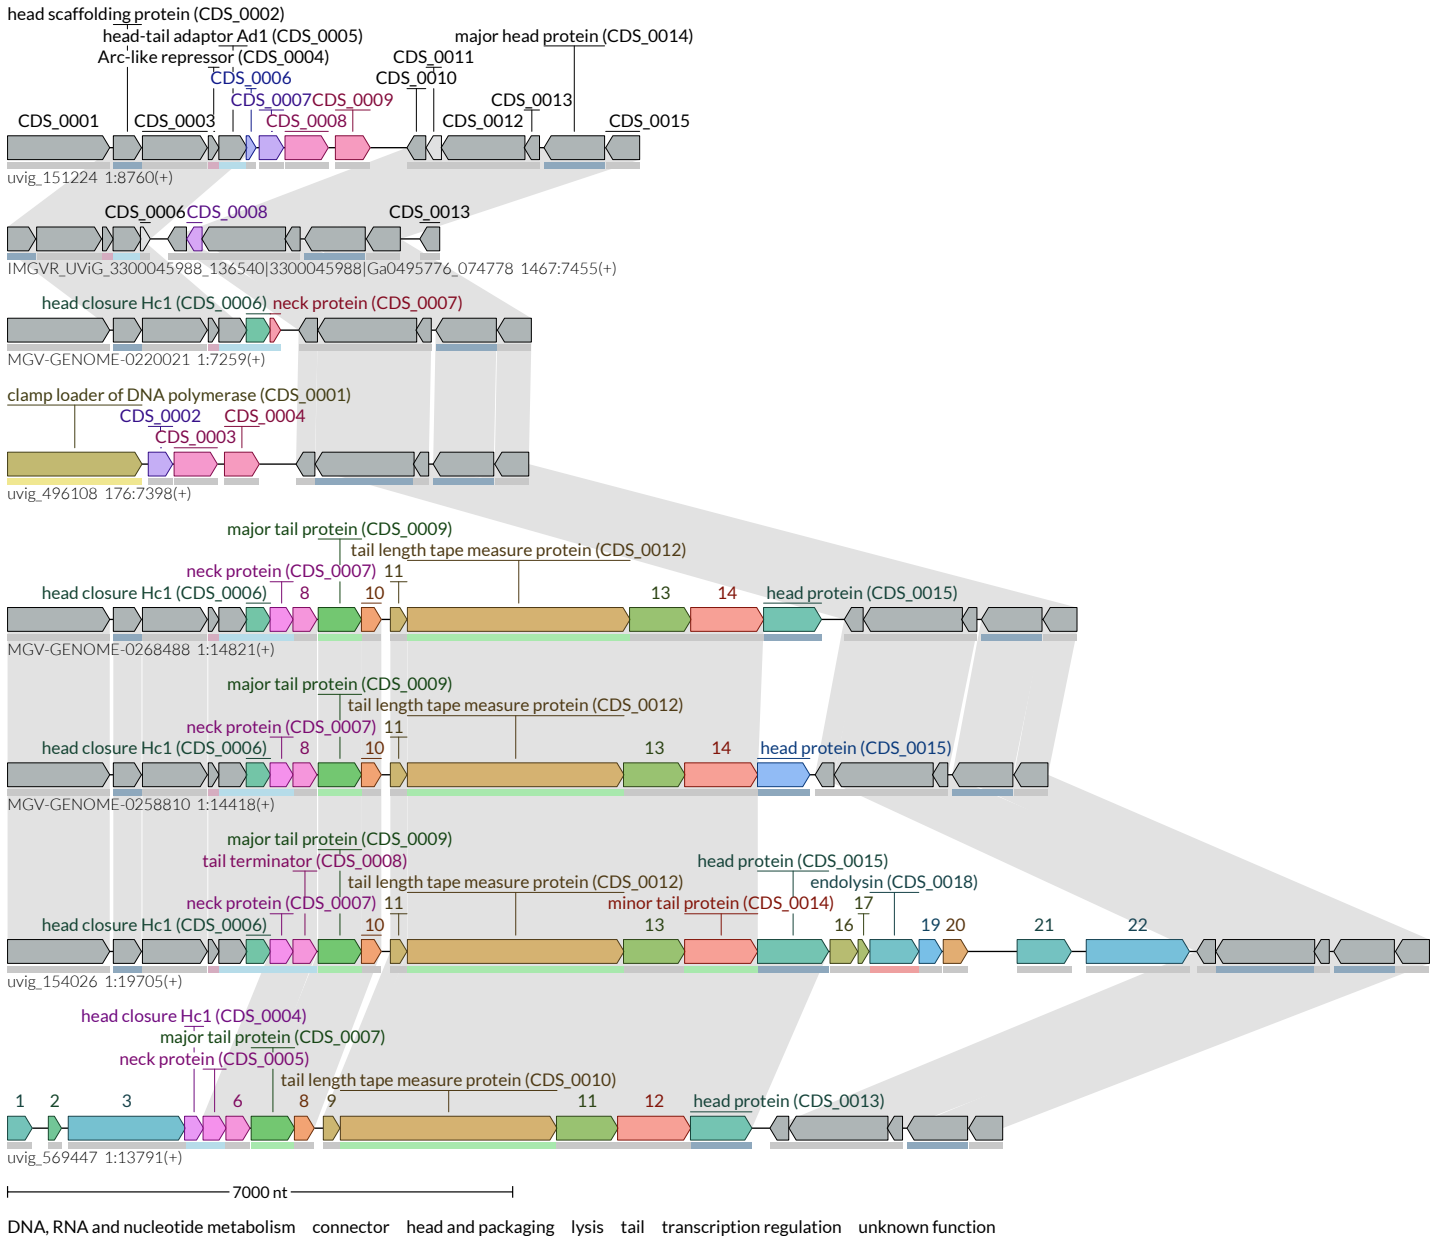 head scaffolding protein (CDS_0002)
head-tail adaptor Ad1 (CDS_0005)
major head protein (CDS_0014)
Arc-like repressor (CDS_0004)
CDS_0011
CDS_0006
CDS_0010
CDS_0007
CDS_0009
CDS_0013
CDS_0001
CDS_0003
CDS_0008
CDS_0012
CDS_0015
uvig_151224 1:8760(+)
CDS_0006
CDS_0008
CDS_0013
IMGVR_UViG_3300045988_136540|3300045988|Ga0495776_074778 1467:7455(+)
head closure Hc1 (CDS_0006)
neck protein (CDS_0007)
MGV-GENOME-0220021 1:7259(+)
clamp loader of DNA polymerase (CDS_0001)
CDS_0002
CDS_0004
CDS_0003
uvig_496108 176:7398(+)
major tail protein (CDS_0009)
tail length tape measure protein (CDS_0012)
neck protein (CDS_0007)
11
head closure Hc1 (CDS_0006)
8
10
13
14
head protein (CDS_0015)
MGV-GENOME-0268488 1:14821(+)
major tail protein (CDS_0009)
tail length tape measure protein (CDS_0012)
neck protein (CDS_0007)
11
head closure Hc1 (CDS_0006)
8
10
13
14
head protein (CDS_0015)
MGV-GENOME-0258810 1:14418(+)
major tail protein (CDS_0009)
tail terminator (CDS_0008)
head protein (CDS_0015)
tail length tape measure protein (CDS_0012)
endolysin (CDS_0018)
neck protein (CDS_0007)
11
minor tail protein (CDS_0014)
17
head closure Hc1 (CDS_0006)
10
13
16
19
20
21
22
uvig_154026 1:19705(+)
head closure Hc1 (CDS_0004)
major tail protein (CDS_0007)
neck protein (CDS_0005)
tail length tape measure protein (CDS_0010)
1
2
3
6
8
9
11
12
head protein (CDS_0013)
uvig_569447 1:13791(+)
7000 nt
DNA, RNA and nucleotide metabolism connector head and packaging lysis tail transcription regulation unknown function